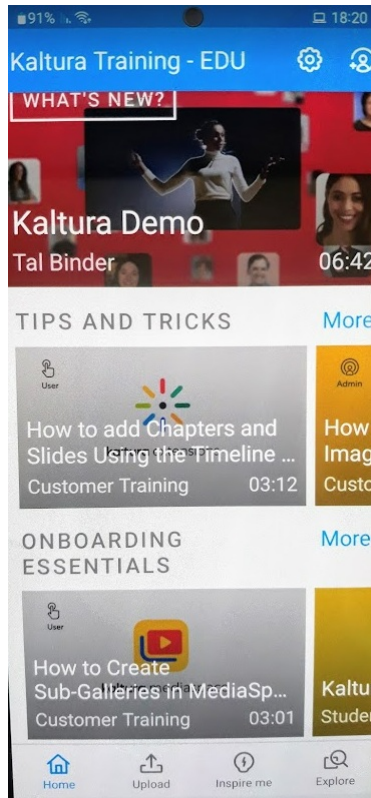 91% 18:20
Kaltura Training - EDU
WHAT'S NEW?
Kaltura Demo
Tal Binder 06:42
TIPS AND TRICKS More
User
Admin
How to add Chapters and
Slides Using the Timeline ...
How
Imag
Customer Training 03:12
Custo
ONBOARDING
ESSENTIALS
More
User
How to Create
Sub-Galleries in MediaSp...
Kaltu
Customer Training 03:01
Studen
Home Upload Inspire me Explore